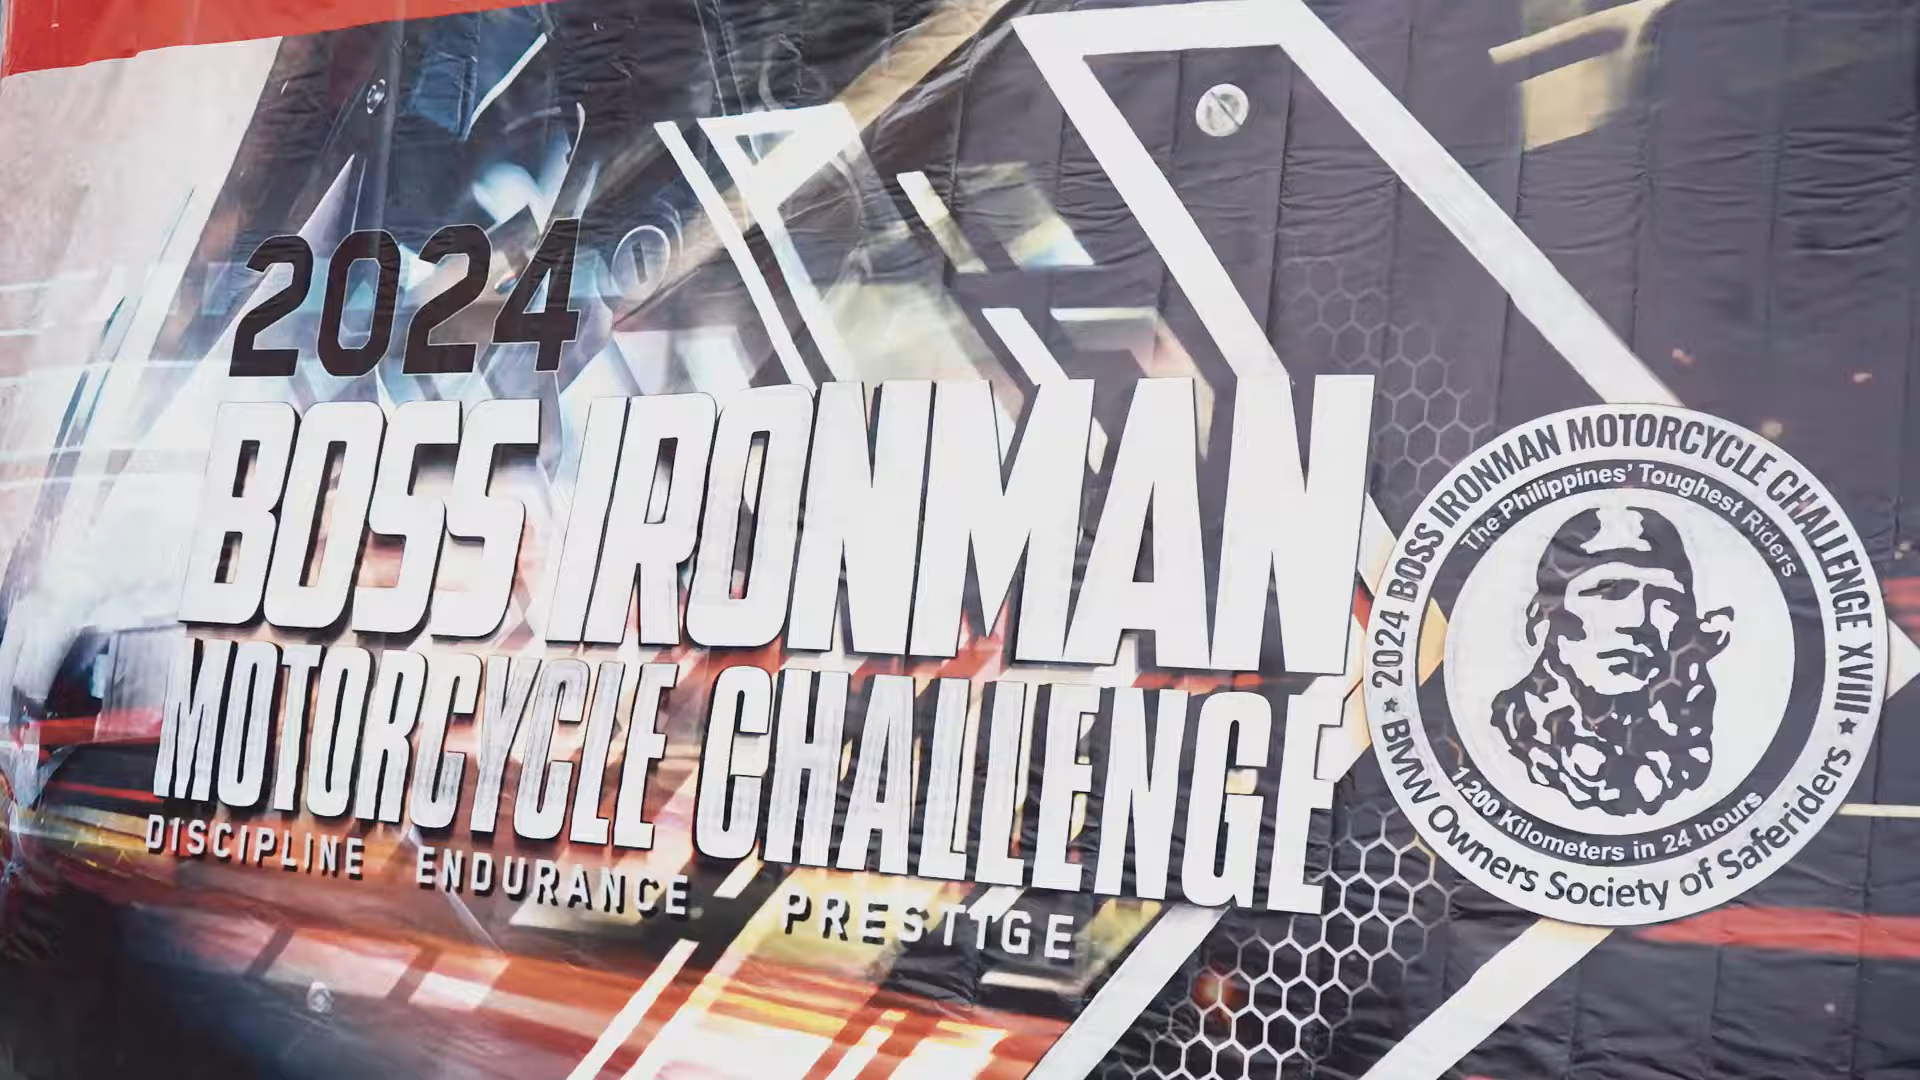 2024
BOSS IRONMAN
MOTORCYCLE CHALLENGE
DISCIPLINE ENDURANCE PRESTIGE
★ 2024 BOSS IRONMAN MOTORCYCLE CHALLENGE XVIII ★
The Philippines' Toughest Riders
1,200 Kilometers in 24 hours
BMW Owners Society of Saferiders